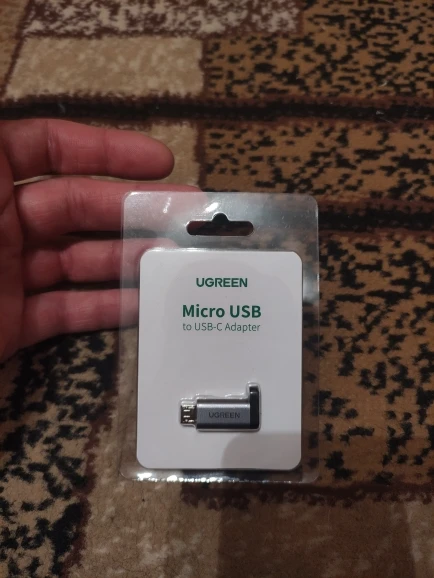 UGREEN
Micro USB
to USB-C Adapter
UGREEN